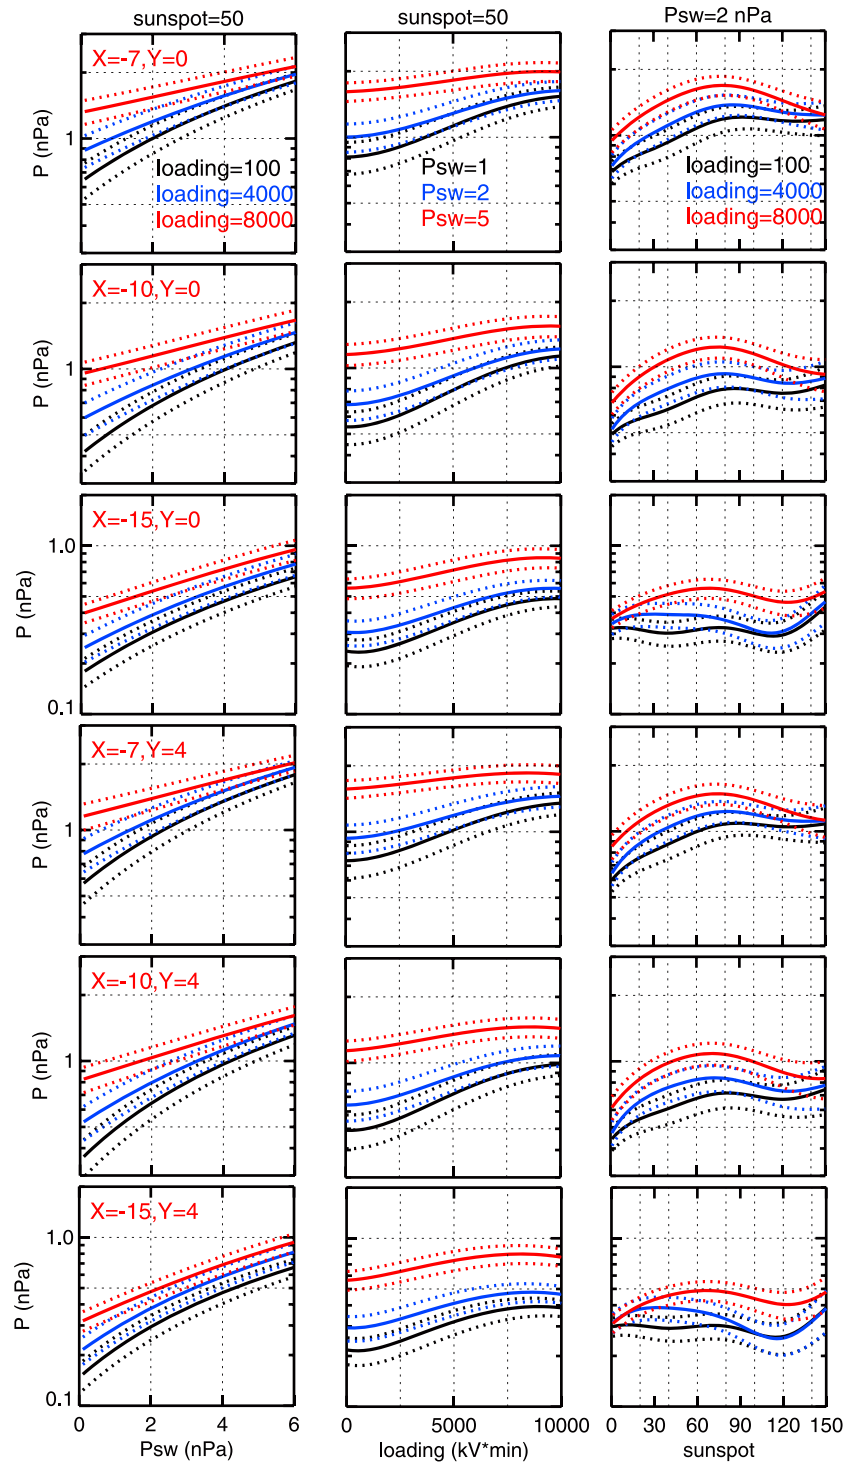 sunspot=50
sunspot=50
Psw=2 nPa
X=-7,Y=0
P (nPa)
1
loading=100
loading=4000
loading=8000
Psw=1
Psw=2
Psw=5
loading=100
loading=4000
loading=8000
X=-10,Y=0
P (nPa)
1
X=-15,Y=0
P (nPa)
1.0
0.1
X=-7,Y=4
P (nPa)
1
X=-10,Y=4
P (nPa)
1
X=-15,Y=4
P (nPa)
1.0
0.1
0 2 4 6
0 5000 10000
0 30 60 90 120 150
Psw (nPa)
loading (kV*min)
sunspot